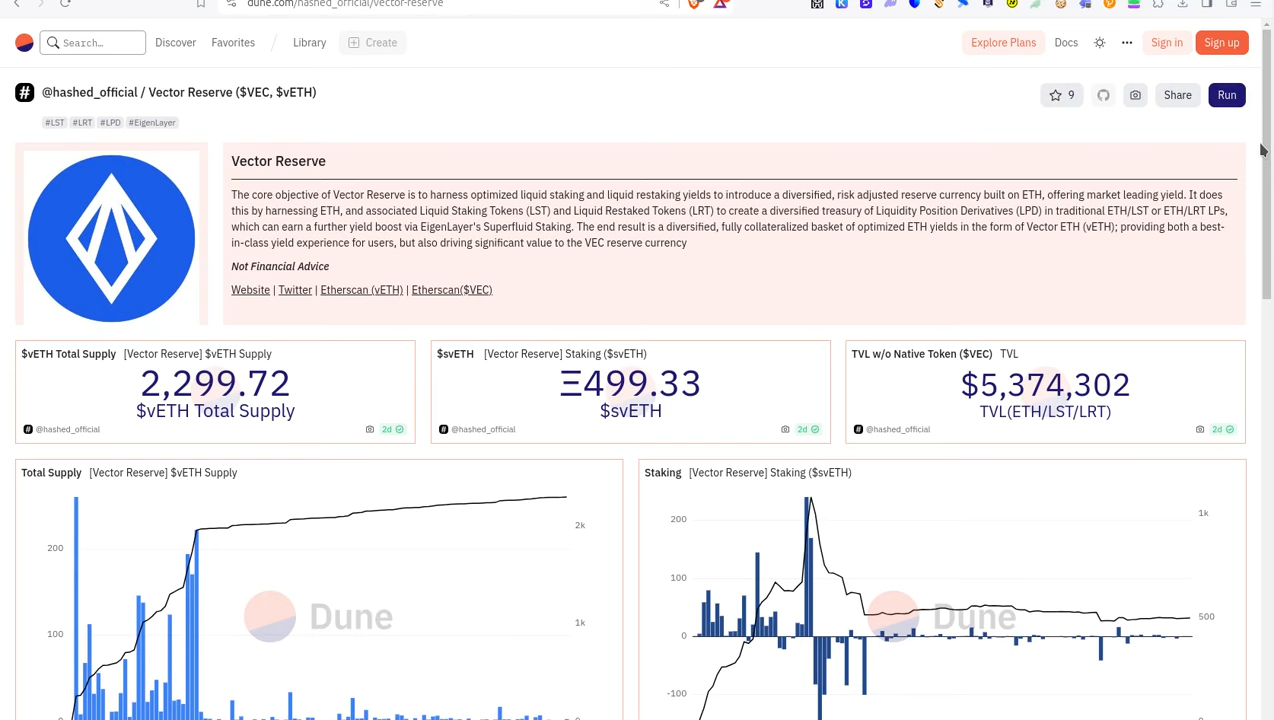 dune.com/hashed_official/vector-reserve
Search... Discover Favorites Library Create Explore Plans Docs Sign in Sign up
@hashed_official / Vector Reserve ($VEC, $vETH)
9 Share Run
#LST #LRT #LPD #EigenLayer
Vector Reserve
The core objective of Vector Reserve is to harness optimized liquid staking and liquid restaking yields to introduce a diversified, risk adjusted reserve currency built on ETH, offering market leading yield. It does
this by harnessing ETH, and associated Liquid Staking Tokens (LST) and Liquid Restaked Tokens (LRT) to create a diversified treasury of Liquidity Position Derivatives (LPD) in traditional ETH/LST or ETH/LRT LPs,
which can earn a further yield boost via EigenLayer's Superfluid Staking. The end result is a diversified, fully collateralized basket of optimized ETH yields in the form of Vector ETH (vETH); providing both a best-
in-class yield experience for users, but also driving significant value to the VEC reserve currency
Not Financial Advice
Website | Twitter | Etherscan (vETH) | Etherscan($VEC)
$vETH Total Supply [Vector Reserve] $vETH Supply
2,299.72
$vETH Total Supply
@hashed_official 2d
$svETH [Vector Reserve] Staking ($svETH)
Ξ499.33
$svETH
@hashed_official 2d
TVL w/o Native Token ($VEC) TVL
$5,374,302
TVL(ETH/LST/LRT)
@hashed_official 2d
Total Supply [Vector Reserve] $vETH Supply
2k
200
1k
100
Dune
Staking [Vector Reserve] Staking ($svETH)
1k
200
100
500
0
-100
Dune